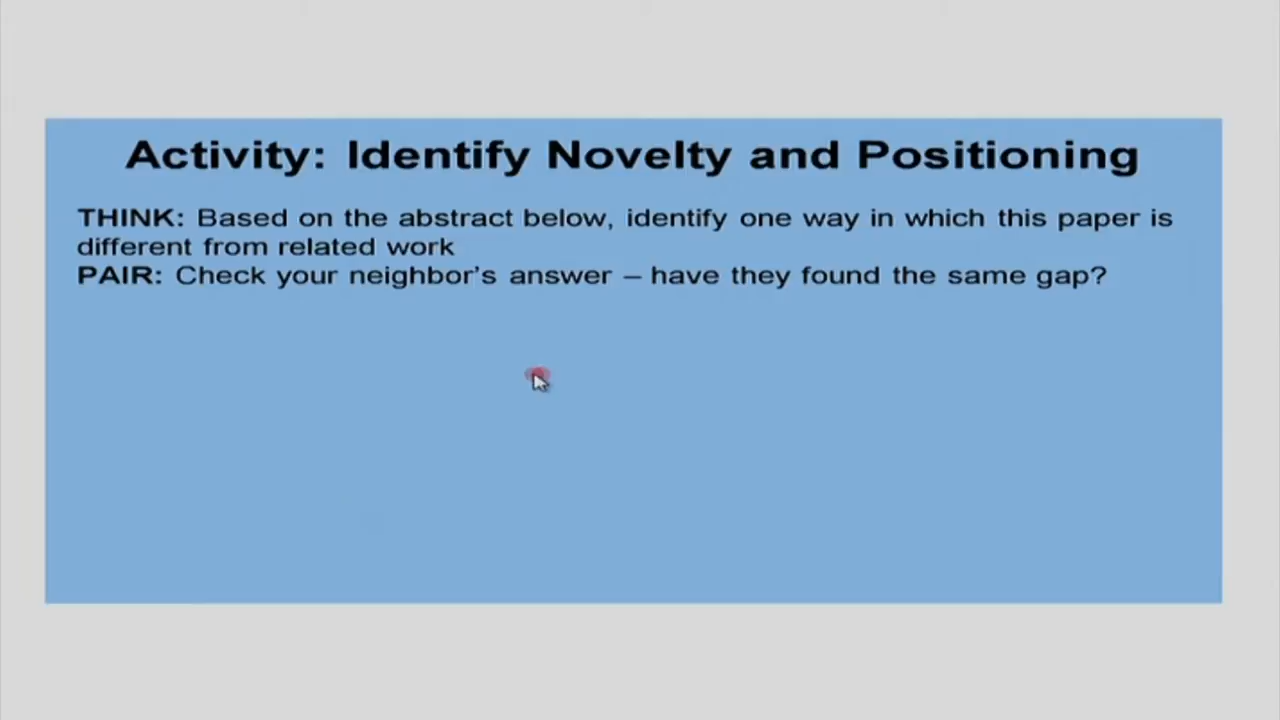 Activity: Identify Novelty and Positioning
THINK: Based on the abstract below, identify one way in which this paper is
different from related work
PAIR: Check your neighbor's answer – have they found the same gap?